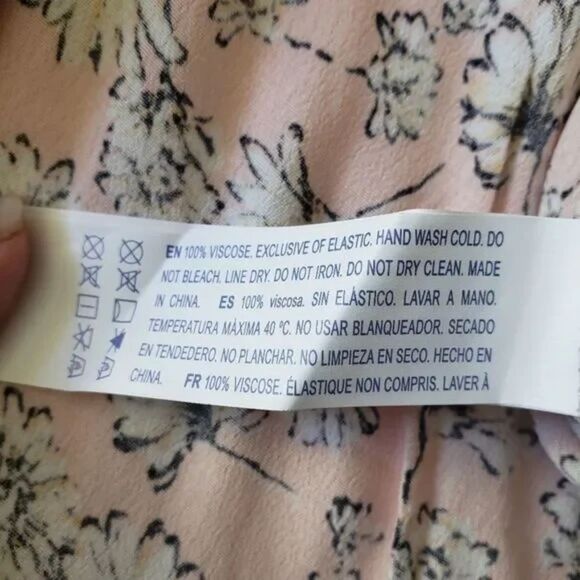 EN 100% VISCOSE. EXCLUSIVE OF ELASTIC. HAND WASH COLD. DO
NOT BLEACH. LINE DRY. DO NOT IRON. DO NOT DRY CLEAN. MADE
IN CHINA. ES 100% viscosa. SIN ELÁSTICO. LAVAR A MANO.
TEMPERATURA MÁXIMA 40 ºC. NO USAR BLANQUEADOR. SECADO
EN TENDEDERO. NO PLANCHAR. NO LIMPIEZA EN SECO. HECHO EN
CHINA. FR 100% VISCOSE. ÉLASTIQUE NON COMPRIS. LAVER À